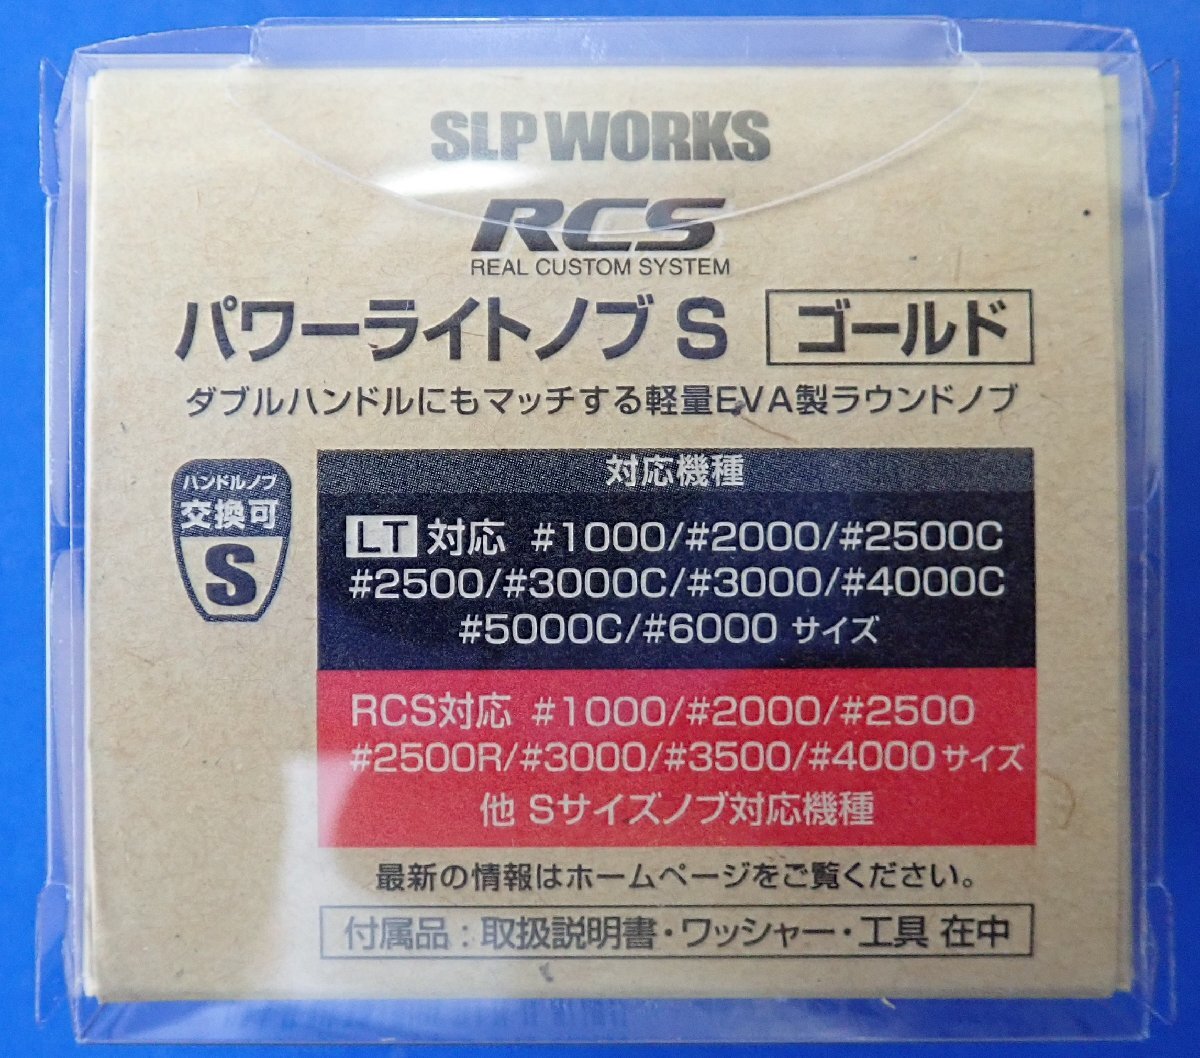 SLP WORKS
RCS
REAL CUSTOM SYSTEM
パワーライトノブ S ゴールド
ダブルハンドルにもマッチする軽量EVA製ラウンドノブ
ハンドルノブ
交換可
S
対応機種
LT 対応 #1000/#2000/#2500C
#2500/#3000C/#3000/#4000C
#5000C/#6000 サイズ
RCS対応 #1000/#2000/#2500
#2500R/#3000/#3500/#4000 サイズ
他 Sサイズノブ対応機種
最新の情報はホームページをご覧ください。
付属品：取扱説明書・ワッシャー・工具 在中